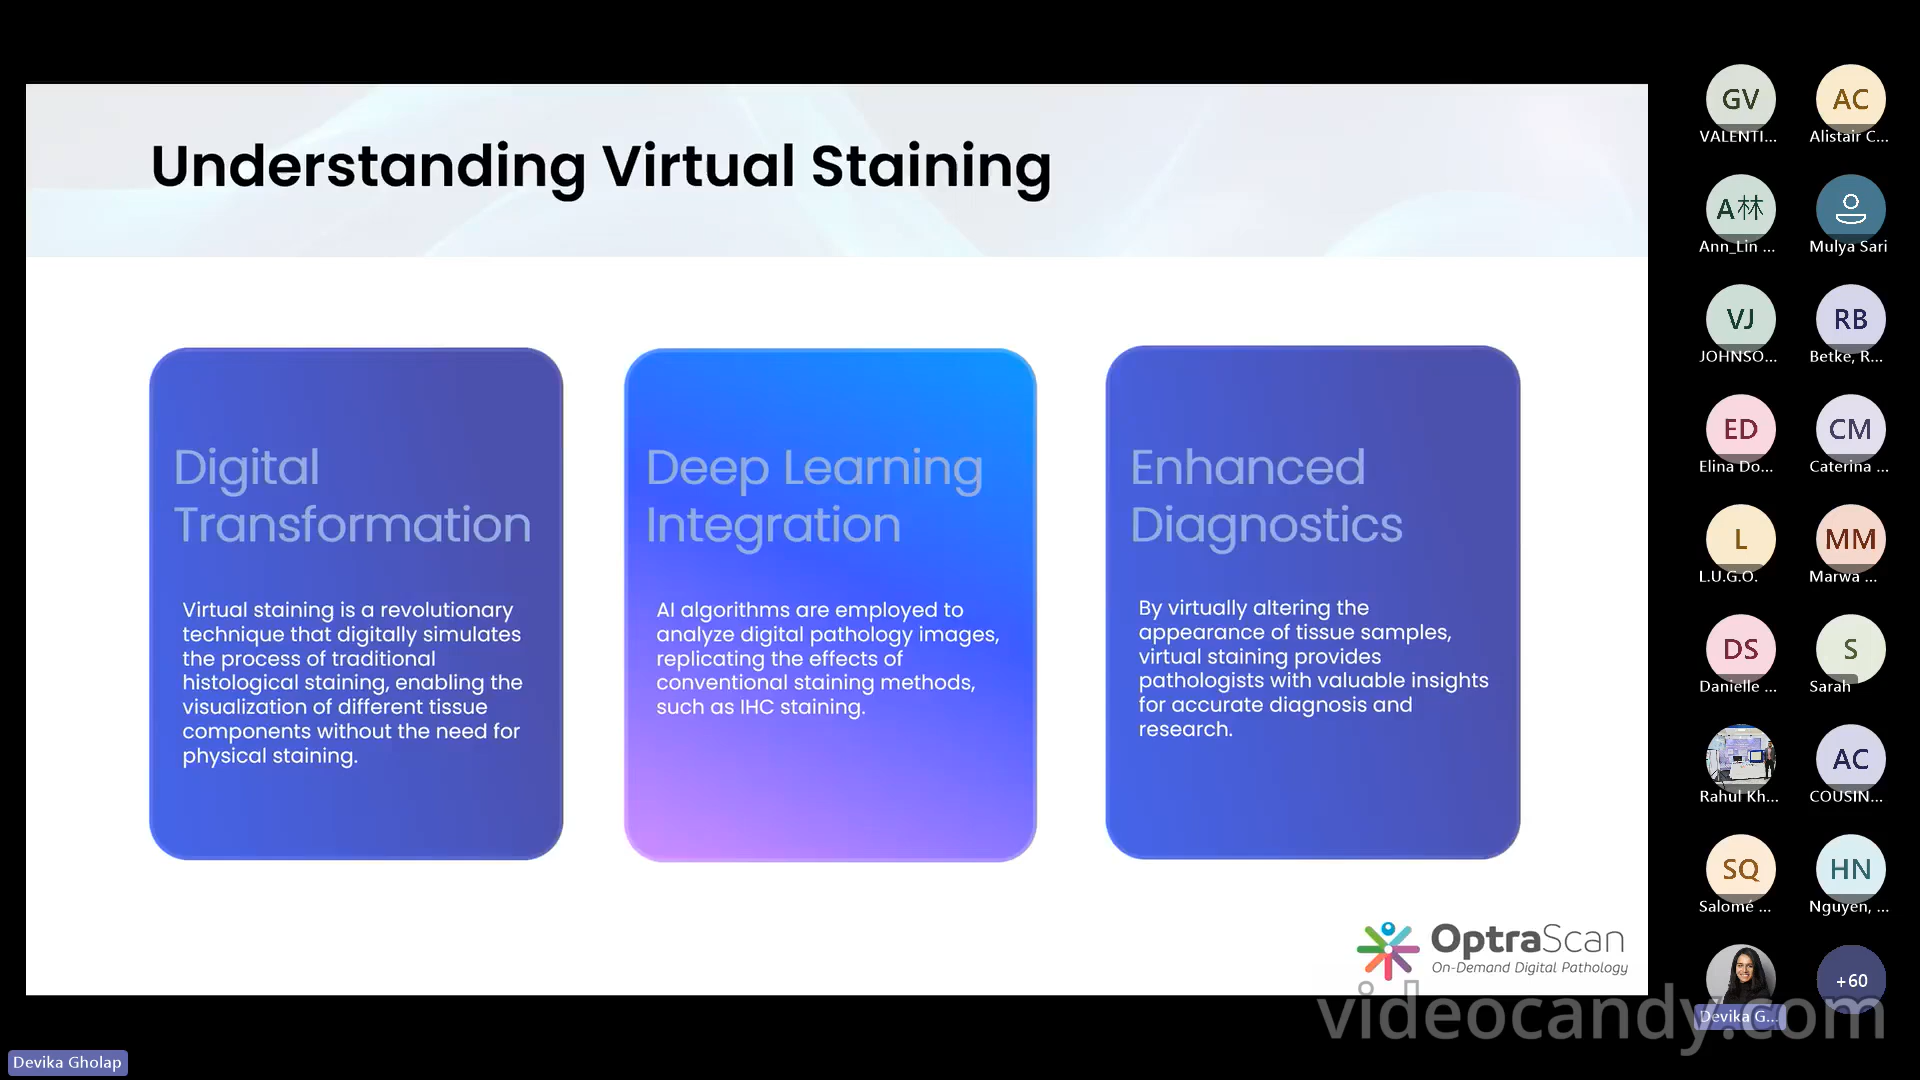 Understanding Virtual Staining
Digital
Transformation
Virtual staining is a revolutionary
technique that digitally simulates
the process of traditional
histological staining, enabling the
visualization of different tissue
components without the need for
physical staining.
Deep Learning
Integration
AI algorithms are employed to
analyze digital pathology images,
replicating the effects of
conventional staining methods,
such as IHC staining.
Enhanced
Diagnostics
By virtually altering the
appearance of tissue samples,
virtual staining provides
pathologists with valuable insights
for accurate diagnosis and
research.
OptraScan
On-Demand Digital Pathology
GV
VALENTI...
AC
Alistair C...
A林
Ann_Lin ...
Mulya Sari
VJ
JOHNSO...
RB
Betke, R...
ED
Elina Do...
CM
Caterina ...
L
L.U.G.O.
MM
Marwa ...
DS
Danielle ...
S
Sarah
Rahul Kh...
AC
COUSIN...
SQ
Salomé ...
HN
Nguyen, ...
Devika G...
+60
videocandy.com
Devika Gholap